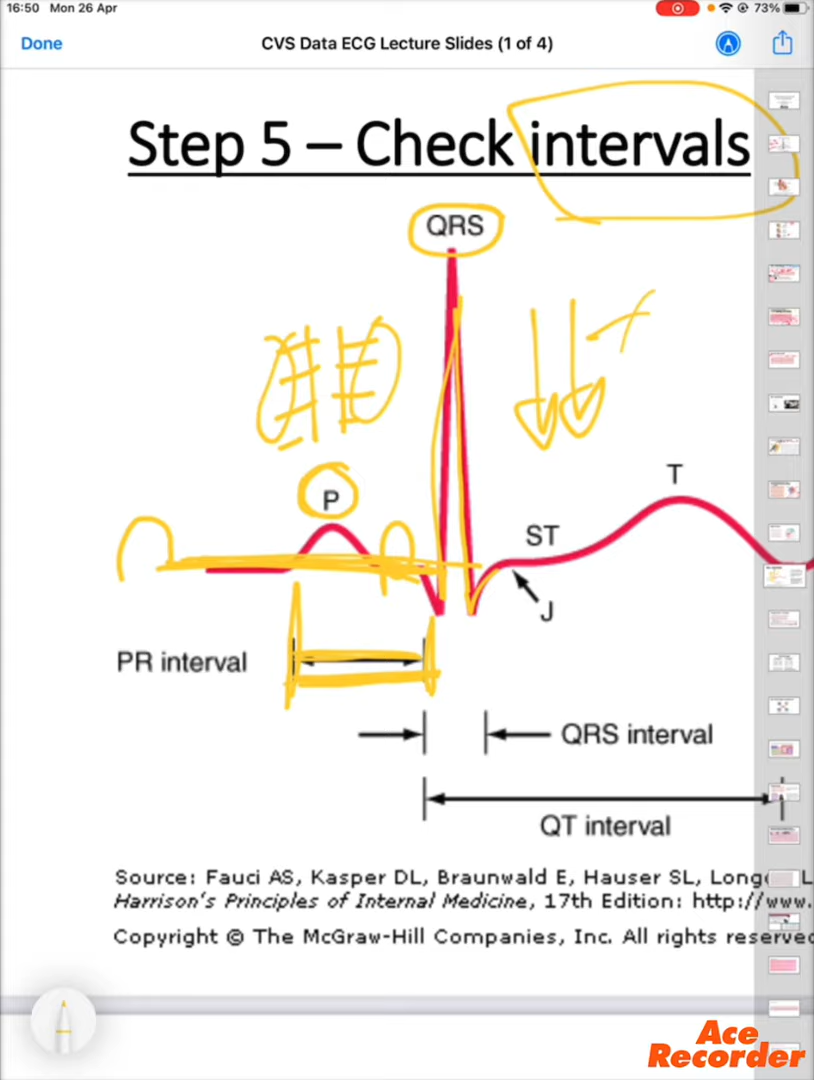 16:50 Mon 26 Apr
73%
Done
CVS Data ECG Lecture Slides (1 of 4)
Step 5 – Check intervals
QRS
P
T
ST
J
PR interval
QRS interval
QT interval
Source: Fauci AS, Kasper DL, Braunwald E, Hauser SL, Longo L
Harrison's Principles of Internal Medicine, 17th Edition: http://www.
Copyright © The McGraw-Hill Companies, Inc. All rights reserved
Ace
Recorder